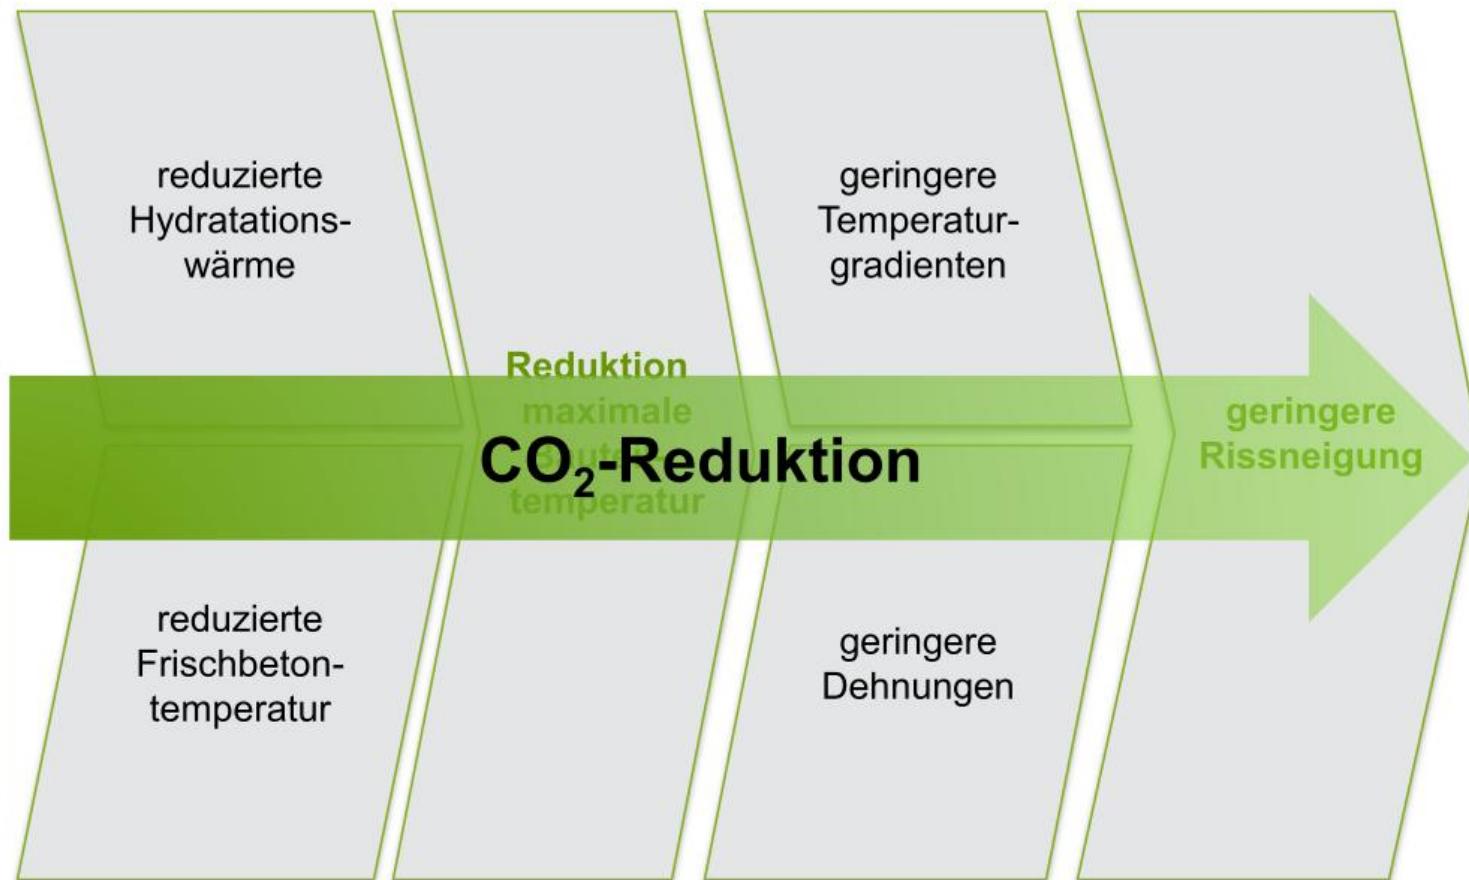 reduzierte
Hydratations-
wärme
reduzierte
Frischbeton-
temperatur
Reduktion
maximale
temperatur
geringere
Temperatur-
gradienten
geringere
Dehnungen
geringere
Rissneigung
CO₂-Reduktion